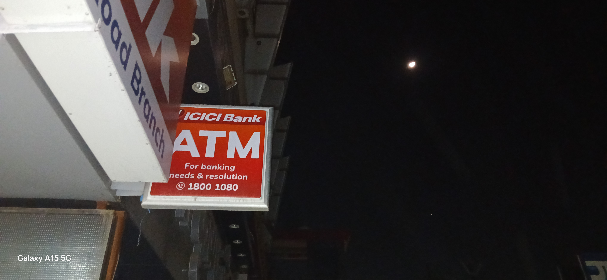 oad Branch
ICICI Bank
ATM
For banking
needs & resolution
1800 1080
Galaxy A15 5G